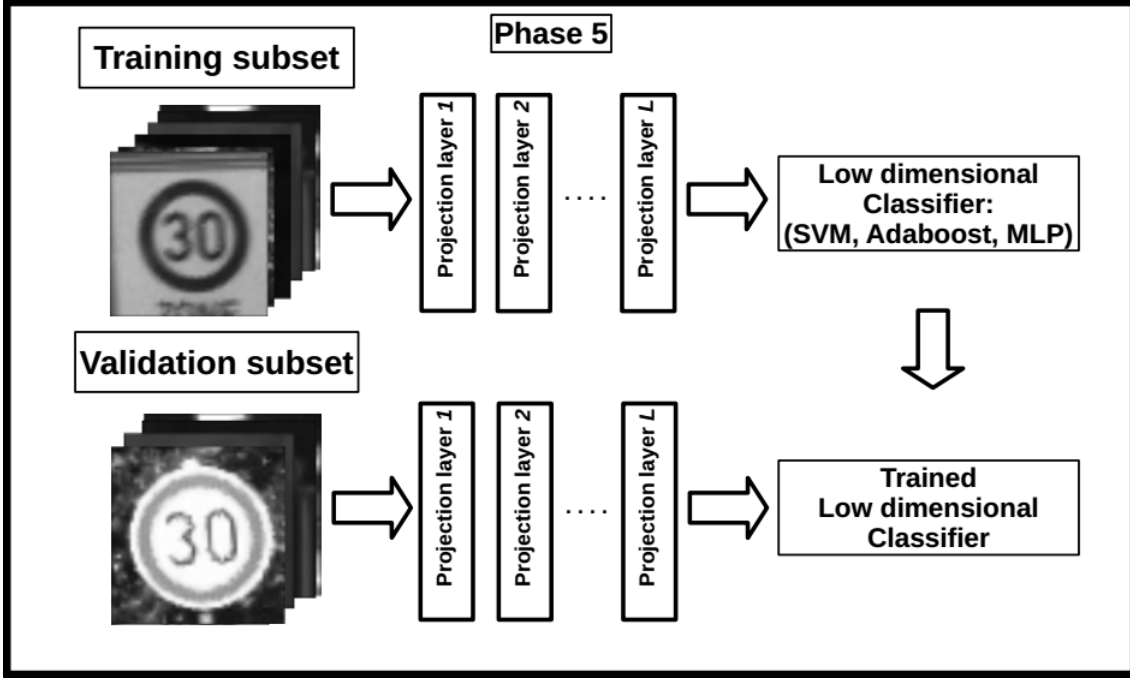 Phase 5
Training subset
30
Projection layer 1
Projection layer 2
. . . .
Projection layer L
Low dimensional
Classifier:
(SVM, Adaboost, MLP)
Validation subset
30
Projection layer 1
Projection layer 2
. . . .
Projection layer L
Trained
Low dimensional
Classifier